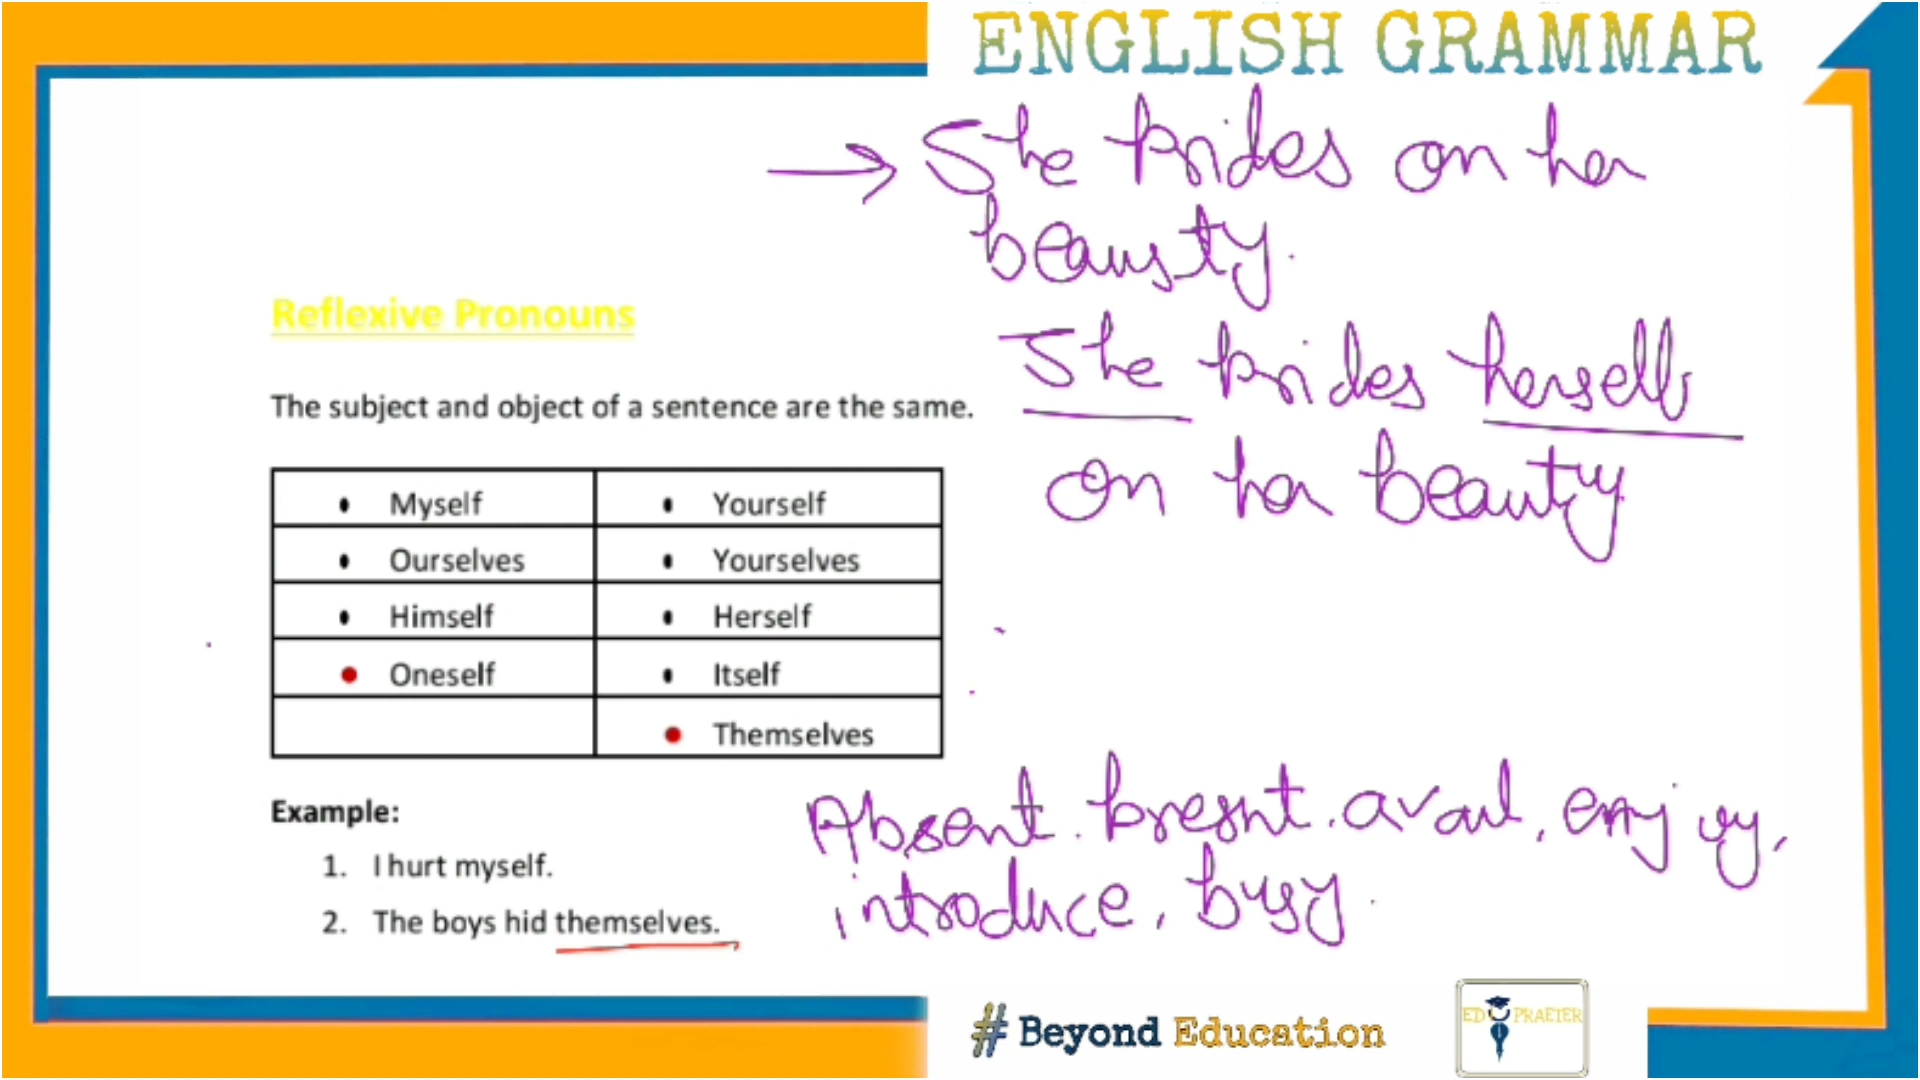 ENGLISH GRAMMAR
→ She prides on her
beausty.
She prides herself
on her beauty
Reflexive Pronouns
The subject and object of a sentence are the same.
• Myself • Yourself
• Ourselves • Yourselves
• Himself • Herself
• Oneself • Itself
• Themselves
Example:
1. I hurt myself.
2. The boys hid themselves.
Absent. present. avail, enjoy,
introduce, busy.
# Beyond Education
EDUPRAETER